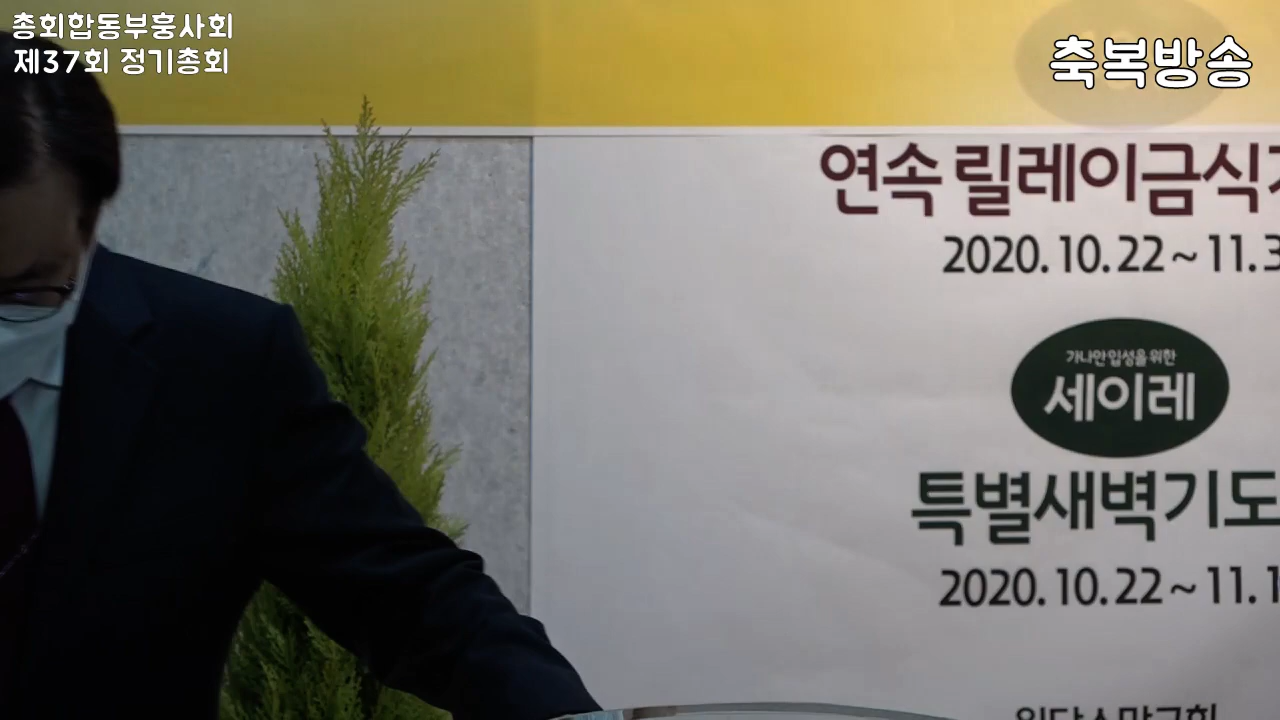 총회합동부흥사회
제37회 정기총회
축복방송
연속 릴레이금식
2020. 10. 22 ~ 11. 3
가나안 입성을 위한
세이레
특별새벽기도
2020. 10. 22 ~ 11. 1